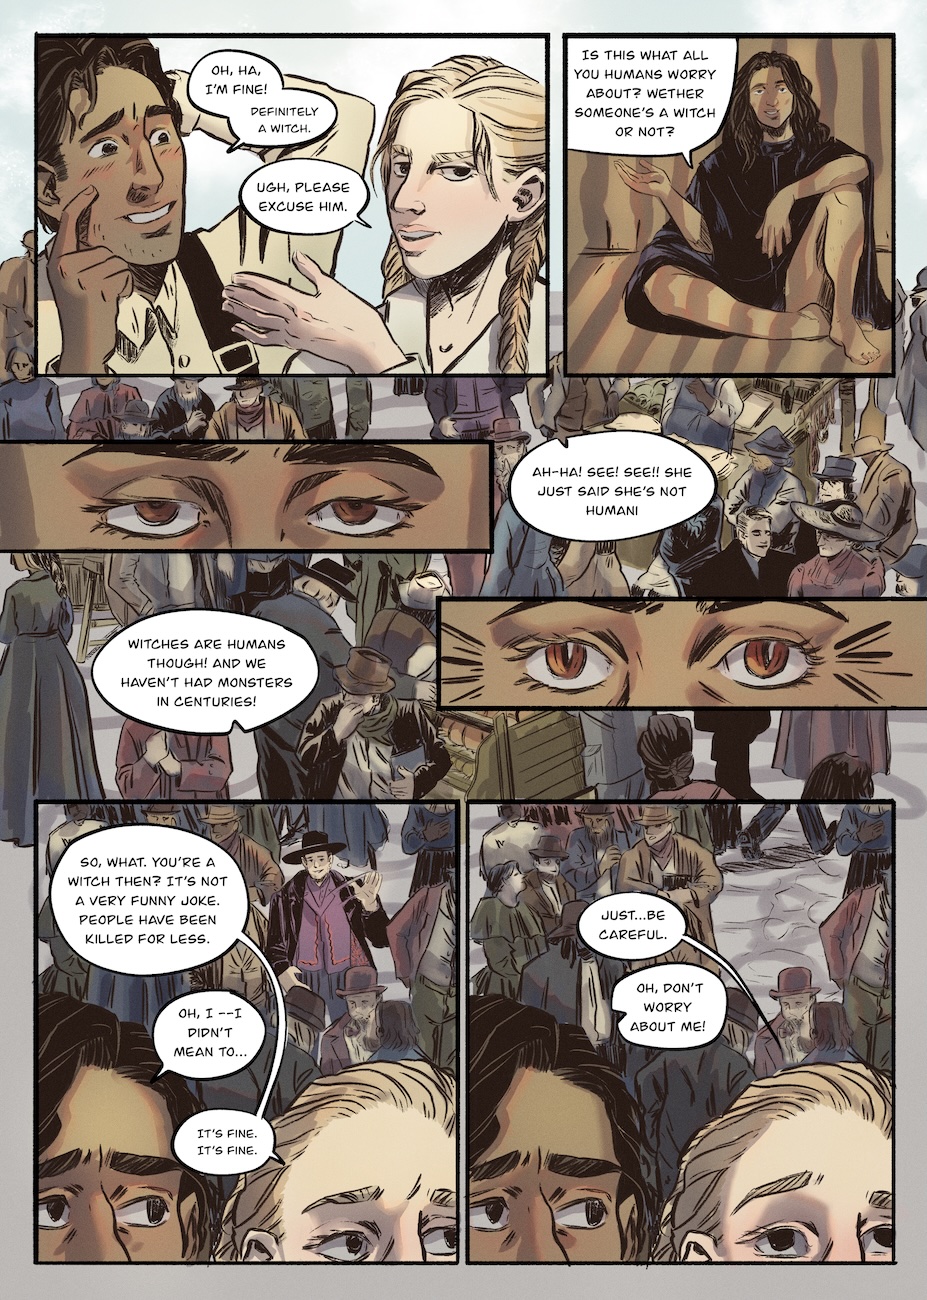 OH, HA,
I'M FINE!
DEFINITELY
A WITCH.
UGH, PLEASE
EXCUSE HIM.
IS THIS WHAT ALL
YOU HUMANS WORRY
ABOUT? WETHER
SOMEONE'S A WITCH
OR NOT?
AH-HA! SEE! SEE!! SHE
JUST SAID SHE'S NOT
HUMAN!
WITCHES ARE HUMANS
THOUGH! AND WE
HAVEN'T HAD MONSTERS
IN CENTURIES!
SO, WHAT. YOU'RE A
WITCH THEN? IT'S NOT
A VERY FUNNY JOKE.
PEOPLE HAVE BEEN
KILLED FOR LESS.
OH, I --I
DIDN'T
MEAN TO...
IT'S FINE.
IT'S FINE.
JUST...BE
CAREFUL.
OH, DON'T
WORRY
ABOUT ME!